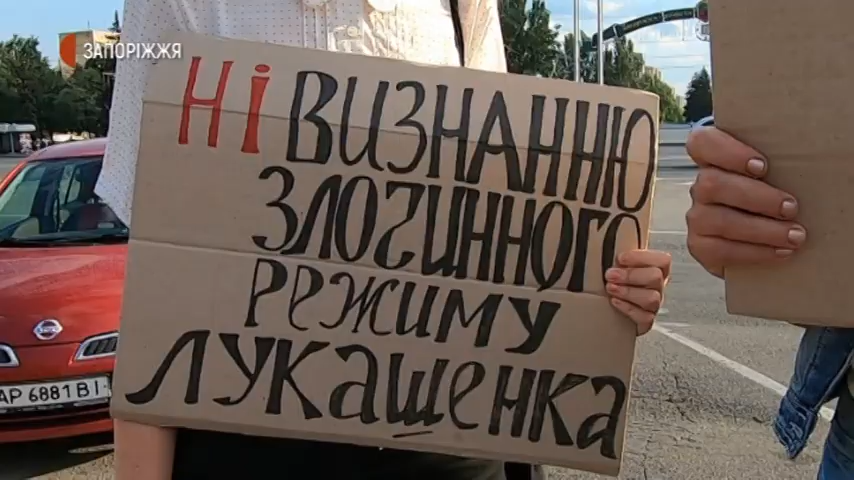 ЗАПОРІЖЖЯ
Ні ВИЗНАННЮ
ЗЛОЧИННОГО
РЕЖИМУ
ЛУКАШЕНКА
АР 6881 ВІ